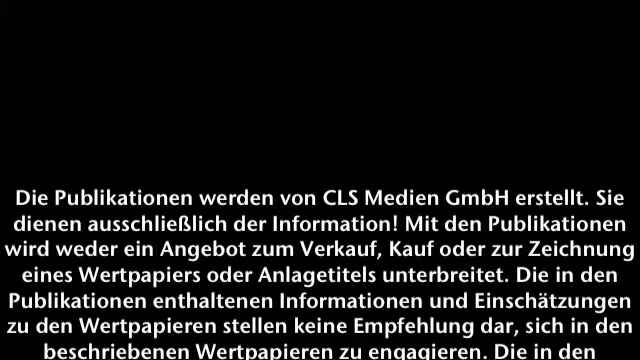 Die Publikationen werden von CLS Medien GmbH erstellt. Sie
dienen ausschließlich der Information! Mit den Publikationen
wird weder ein Angebot zum Verkauf, Kauf oder zur Zeichnung
eines Wertpapiers oder Anlagetitels unterbreitet. Die in den
Publikationen enthaltenen Informationen und Einschätzungen
zu den Wertpapieren stellen keine Empfehlung dar, sich in den
beschriebenen Wertpapieren zu engagieren. Die in den